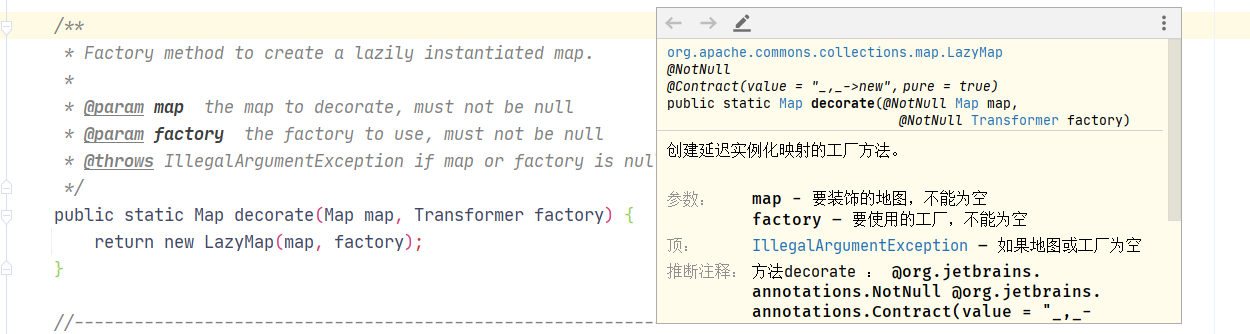 /**
 * Factory method to create a lazily instantiated map.
 *
 * @param map  the map to decorate, must not be null
 * @param factory  the factory to use, must not be null
 * @throws IllegalArgumentException if map or factory is nul
 */
public static Map decorate(Map map, Transformer factory) {
    return new LazyMap(map, factory);
}
//-----------------------------------------------------------
org.apache.commons.collections.map.LazyMap
@NotNull
@Contract(value = "_,_->new", pure = true)
public static Map decorate(@NotNull Map map,
@NotNull Transformer factory)
创建延迟实例化映射的工厂方法。
参数： map – 要装饰的地图，不能为空
factory – 要使用的工厂，不能为空
顶： IllegalArgumentException – 如果地图或工厂为空
推断注释： 方法decorate ： @org.jetbrains.
annotations.NotNull @org.jetbrains.
annotations.Contract(value = "_,_-